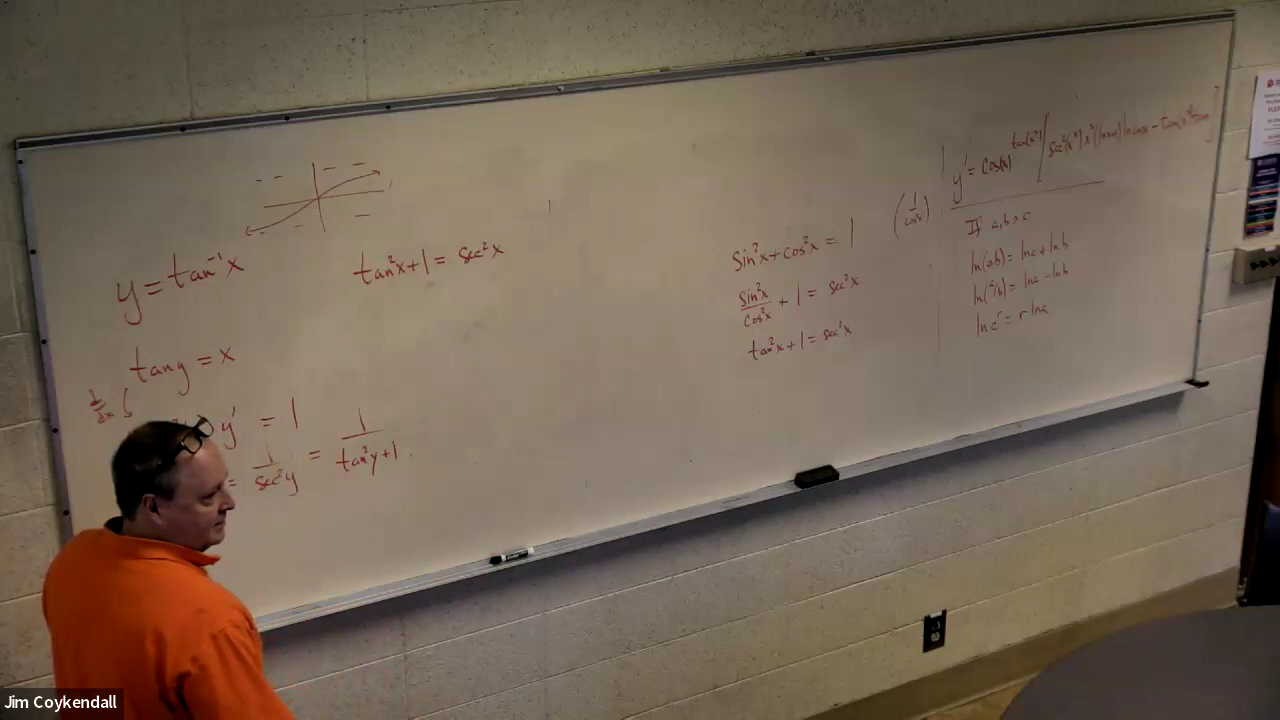 y = tan⁻¹x
tan²x + 1 = sec²x
tan y = x
d/dx
y' = 1
= 1/sec²y = 1/(tan²y + 1)
sin²x + cos²x = 1
(1/cos²x)
sin²x/cos²x + 1 = sec²x
tan²x + 1 = sec²x
y' = cos(x)
If a, b > 0
ln(ab) = ln a + ln b
ln(a/b) = ln a - ln b
ln aʳ = r ln a
Jim Coykendall